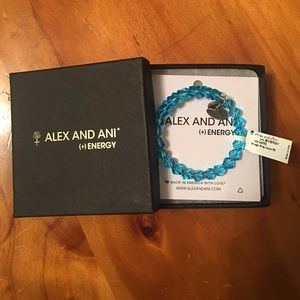 ALEX AND ANI®
(+) ENERGY
ALEX AND ANI®
(+) ENERGY
MADE IN AMERICA WITH LOVE®
WWW.ALEXANDANI.COM